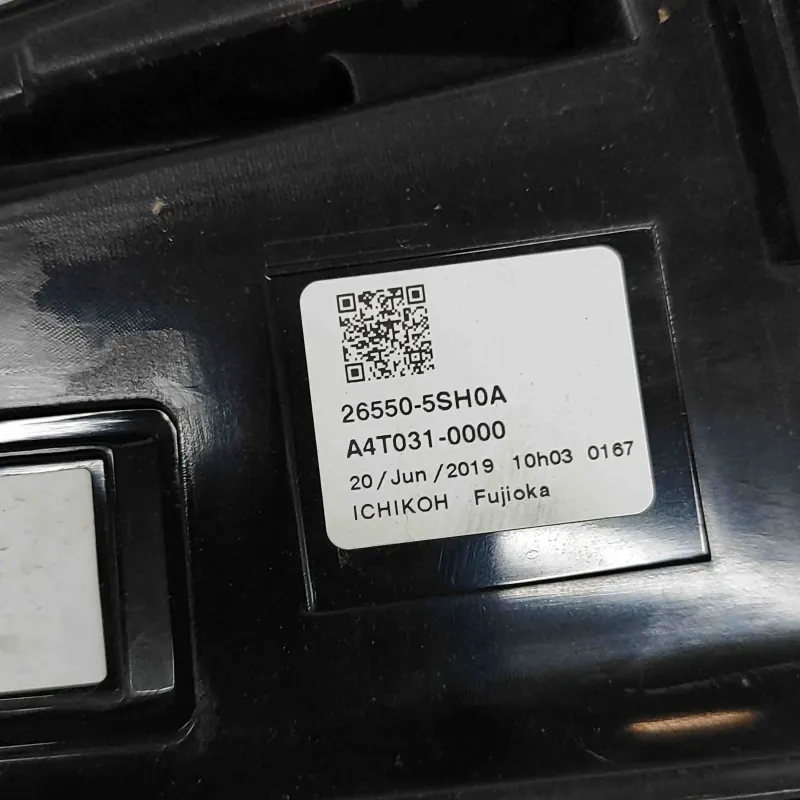 26550-5SH0A
A4T031-0000
20/Jun/2019 10h03 0167
ICHIKOH Fujioka